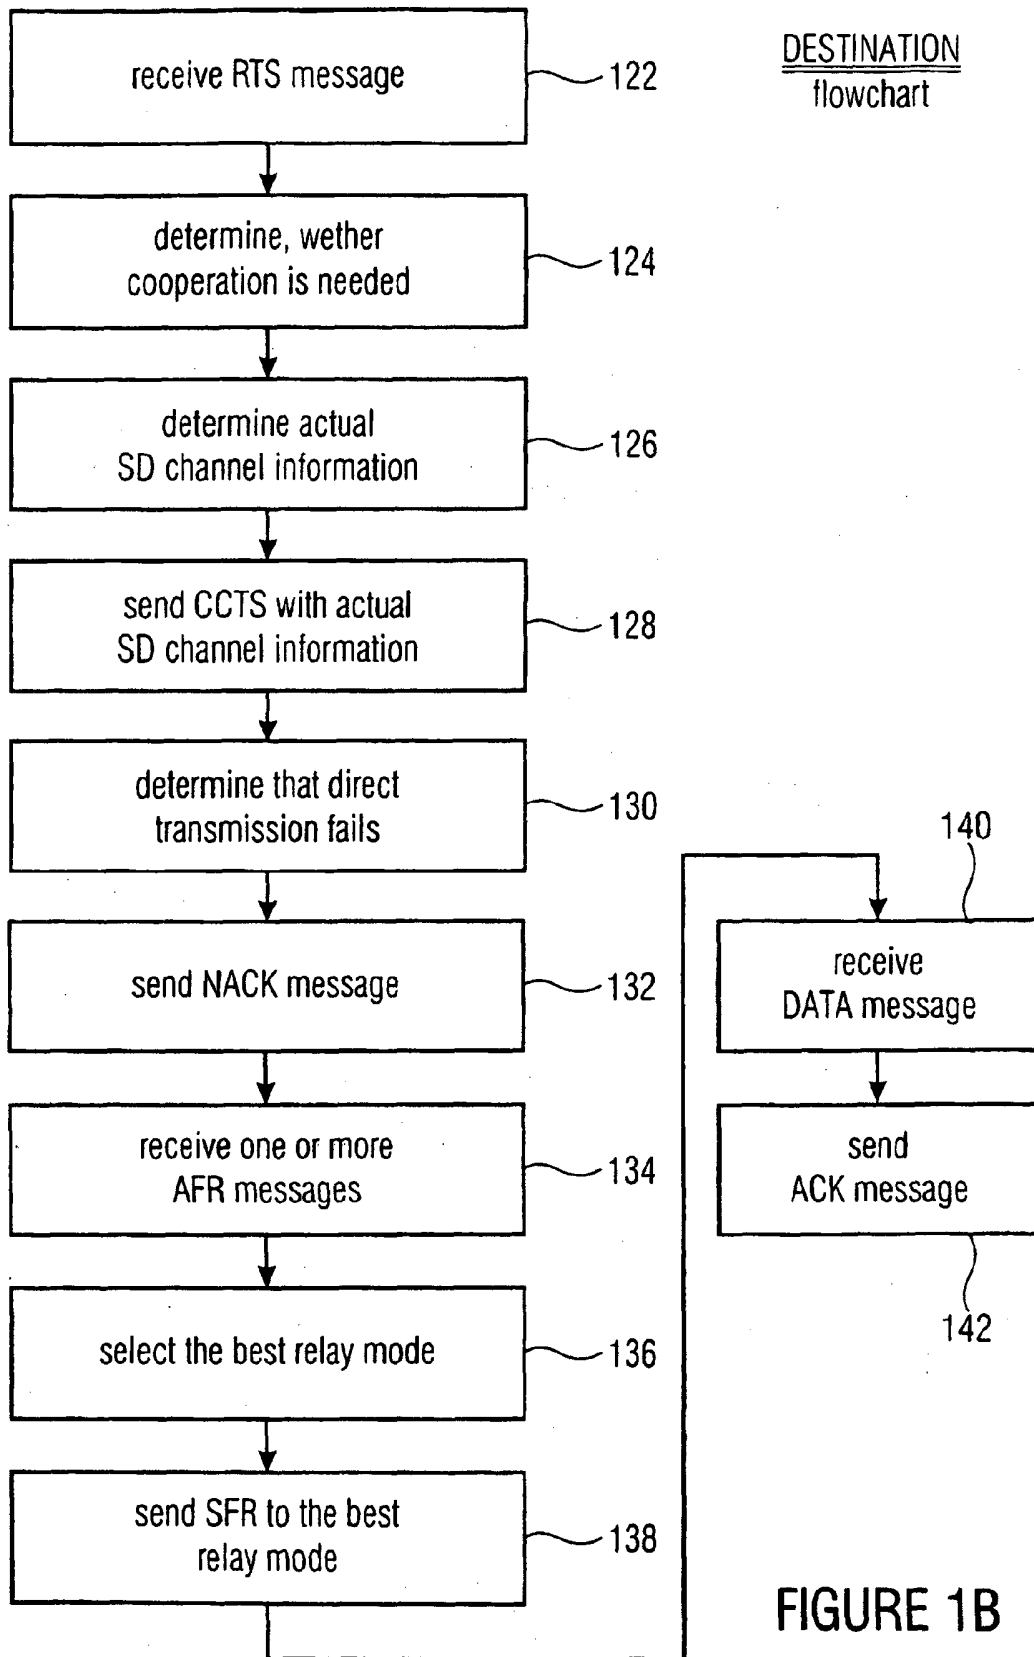 DESTINATION
flowchart
receive RTS message
122
determine, wether
cooperation is needed
124
determine actual
SD channel information
126
send CCTS with actual
SD channel information
128
determine that direct
transmission fails
130
send NACK message
132
receive one or more
AFR messages
134
select the best relay mode
136
send SFR to the best
relay mode
138
140
receive
DATA message
send
ACK message
142
FIGURE 1B